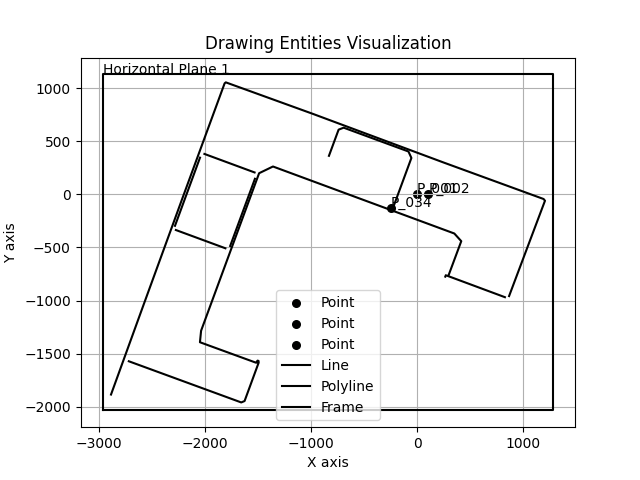 Drawing Entities Visualization
Horizontal Plane 1
1000
500
0
−500
−1000
−1500
−2000
Y axis
P_002
P_034
Point
Point
Point
Line
Polyline
Frame
−3000
−2000
−1000
0
1000
X axis